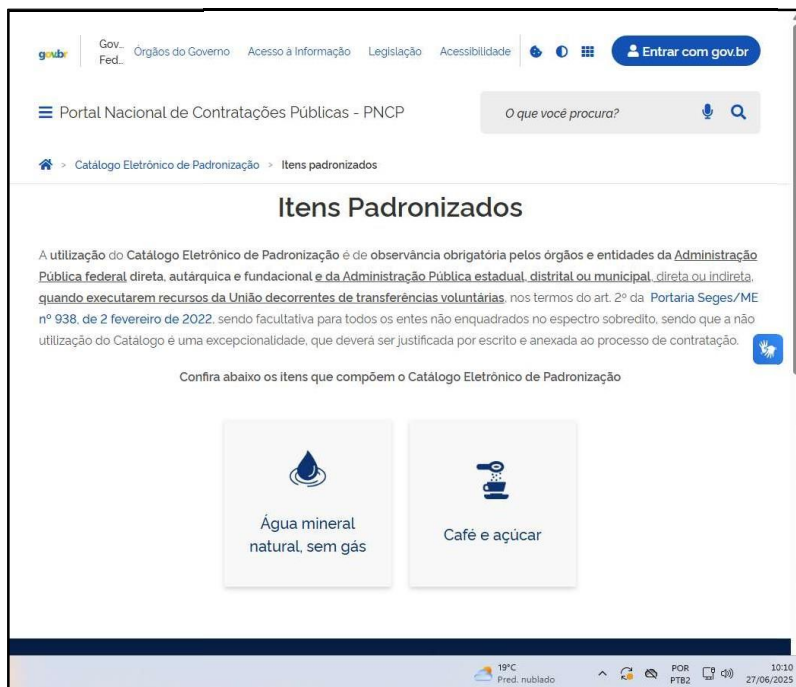 gov.br
Gov...
Fed...
Órgãos do Governo Acesso à Informação Legislação Acessibilidade
Entrar com gov.br
Portal Nacional de Contratações Públicas - PNCP
O que você procura?
> Catálogo Eletrônico de Padronização > Itens padronizados
Itens Padronizados
A utilização do Catálogo Eletrônico de Padronização é de observância obrigatória pelos órgãos e entidades da Administração
Pública federal direta, autárquica e fundacional e da Administração Pública estadual, distrital ou municipal, direta ou indireta,
quando executarem recursos da União decorrentes de transferências voluntárias, nos termos do art. 2º da Portaria Seges/ME
nº 938, de 2 fevereiro de 2022, sendo facultativa para todos os entes não enquadrados no espectro sobredito, sendo que a não
utilização do Catálogo é uma excepcionalidade, que deverá ser justificada por escrito e anexada ao processo de contratação.
Confira abaixo os itens que compõem o Catálogo Eletrônico de Padronização
Água mineral
natural, sem gás
Café e açúcar
19°C
Pred. nublado
POR
PTB2
10:10
27/06/2025